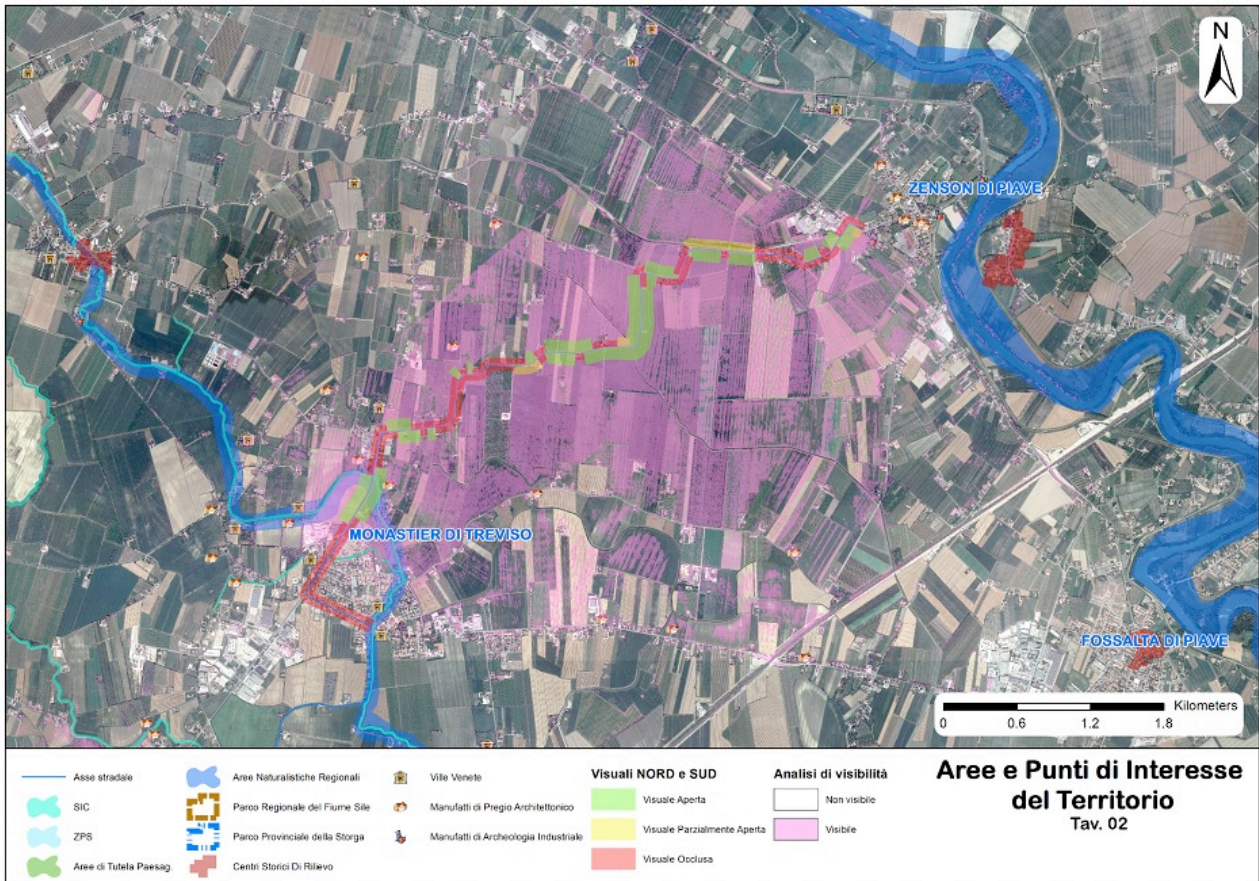 N
ZENSON DI PIAVE
MONASTIER DI TREVISO
FOSSALTA DI PIAVE
Kilometers
0 0.6 1.2 1.8
Asse stradale
SIC
ZPS
Aree di Tutela Paesag.
Aree Naturalistiche Regionali
Parco Regionale del Fiume Sile
Parco Provinciale della Storga
Centri Storici Di Rilievo
Ville Venete
Manufatti di Pregio Architettonico
Manufatti di Archeologia Industriale
Visuali NORD e SUD
Visuale Aperta
Visuale Parzialmente Aperta
Visuale Occlusa
Analisi di visibilità
Non visibile
Visibile
Aree e Punti di Interesse
del Territorio
Tav. 02